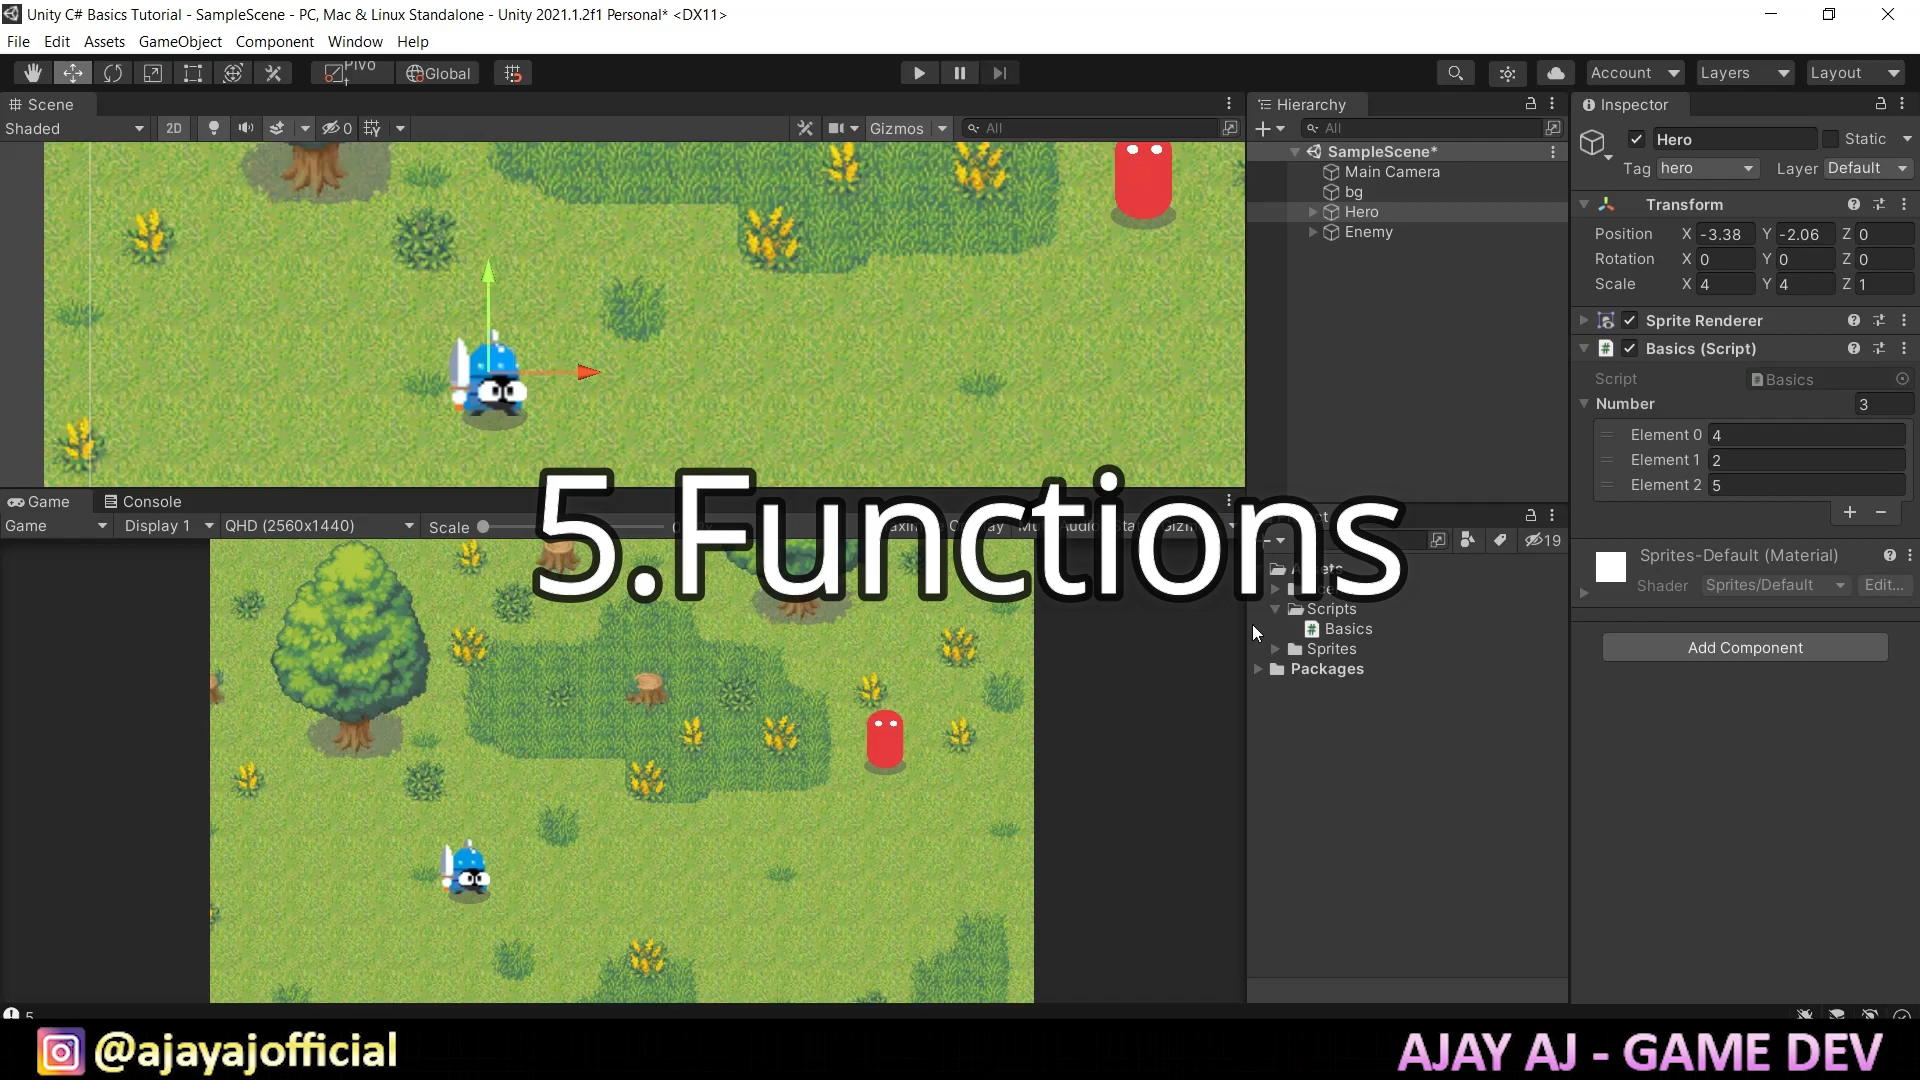 Unity C# Basics Tutorial - SampleScene - PC, Mac & Linux Standalone - Unity 2021.1.2f1 Personal* <DX11>
File Edit Assets GameObject Component Window Help
Global Account Layers Layout
Scene
Shaded 2D 0 Gizmos All
Hierarchy
All
SampleScene*
Main Camera
bg
Hero
Enemy
Inspector
Hero Static
Tag hero Layer Default
Transform
Position X -3.38 Y -2.06 Z 0
Rotation X 0 Y 0 Z 0
Scale X 4 Y 4 Z 1
Sprite Renderer
Basics (Script)
Script Basics
Number 3
Element 0 4
Element 1 2
Element 2 5
Sprites-Default (Material)
Shader Sprites/Default Edit...
Add Component
Game Console
Game Display 1 QHD (2560x1440) Scale
5.Functions
19
Scripts
Basics
Sprites
Packages
5
@ajayajofficial
AJAY AJ - GAME DEV